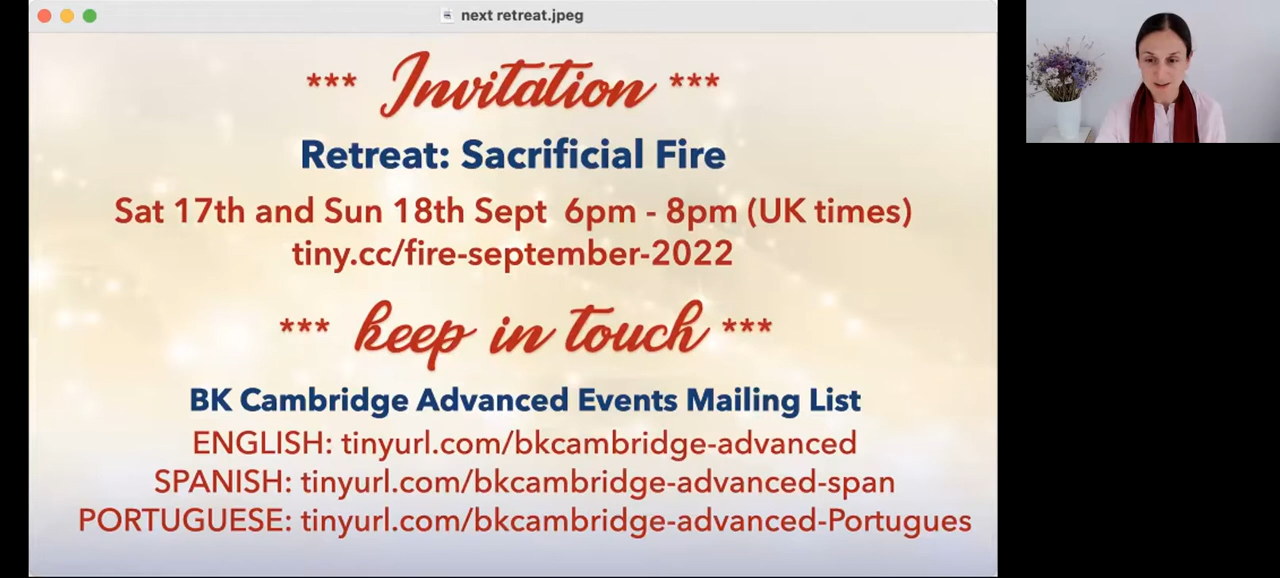 next retreat.jpeg
*** Invitation ***
Retreat: Sacrificial Fire
Sat 17th and Sun 18th Sept 6pm - 8pm (UK times)
tiny.cc/fire-september-2022
*** keep in touch ***
BK Cambridge Advanced Events Mailing List
ENGLISH: tinyurl.com/bkcambridge-advanced
SPANISH: tinyurl.com/bkcambridge-advanced-span
PORTUGUESE: tinyurl.com/bkcambridge-advanced-Portugues